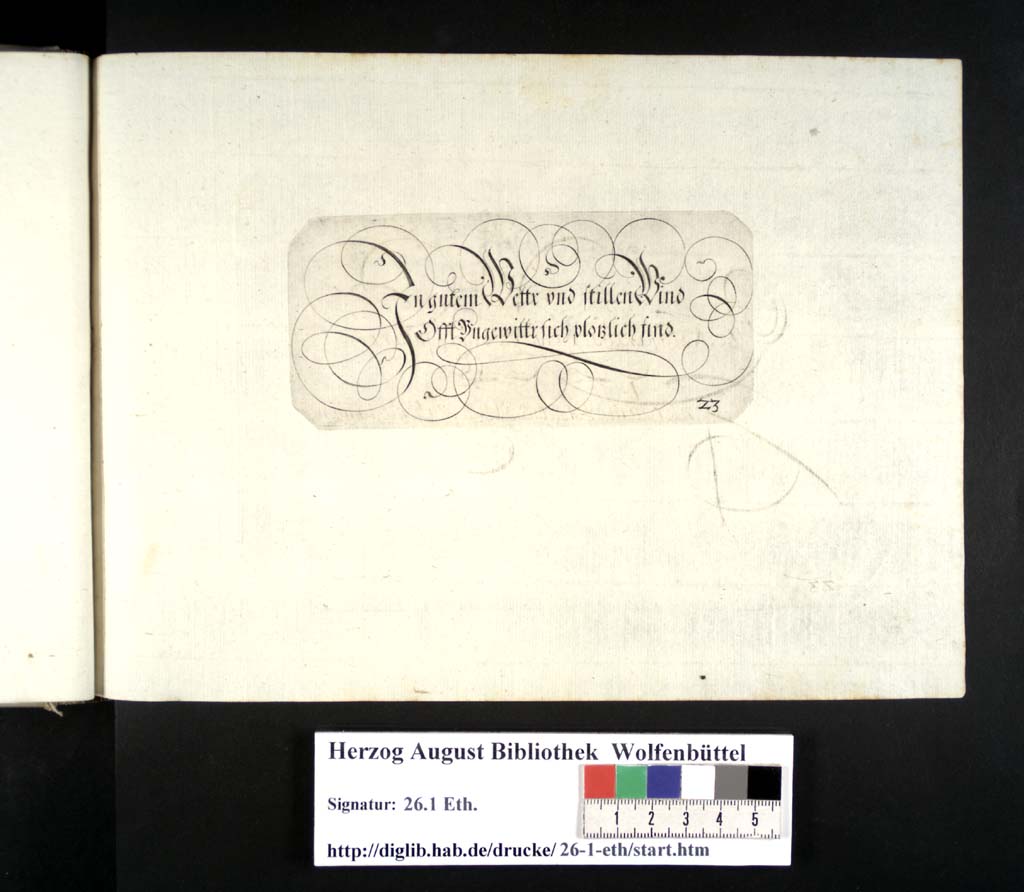 In gutem Wettr vnd stillen Wind
Offt Vngewittr sich plotzlich find.
23
Herzog August Bibliothek Wolfenbüttel
Signatur: 26.1 Eth.
1 2 3 4 5
http://diglib.hab.de/drucke/ 26-1-eth/start.htm